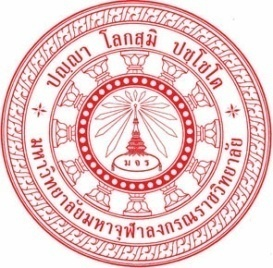 ปญฺญา โลกสฺมิ ปชฺโชโต
ม จ ร
มหาวิทยาลัยมหาจุฬาลงกรณราชวิทยาลัย